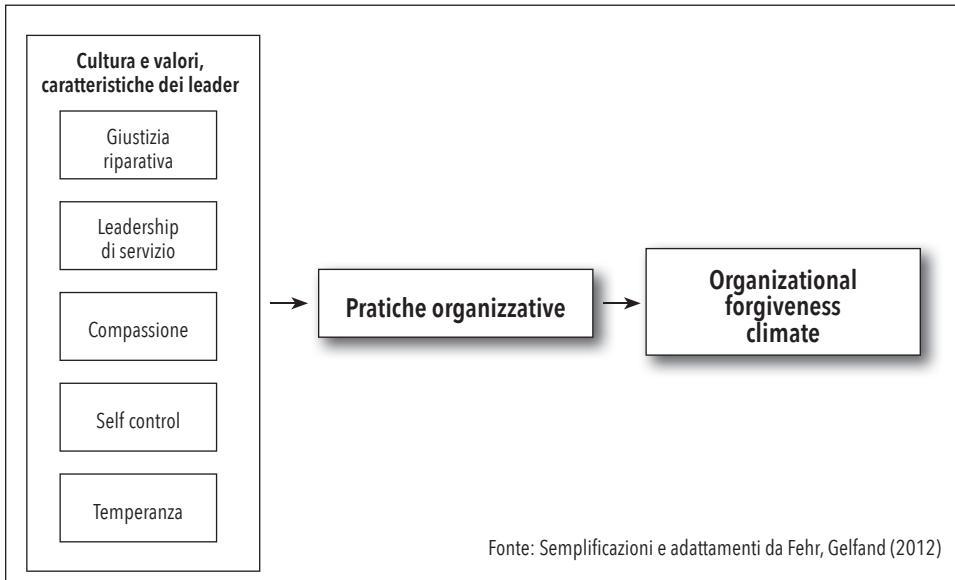 Cultura e valori,
caratteristiche dei leader
Giustizia
riparativa
Leadership
di servizio
Compassione
Self control
Temperanza
Pratiche organizzative
Organizational
forgiveness
climate
Fonte: Semplificazioni e adattamenti da Fehr, Gelfand (2012)